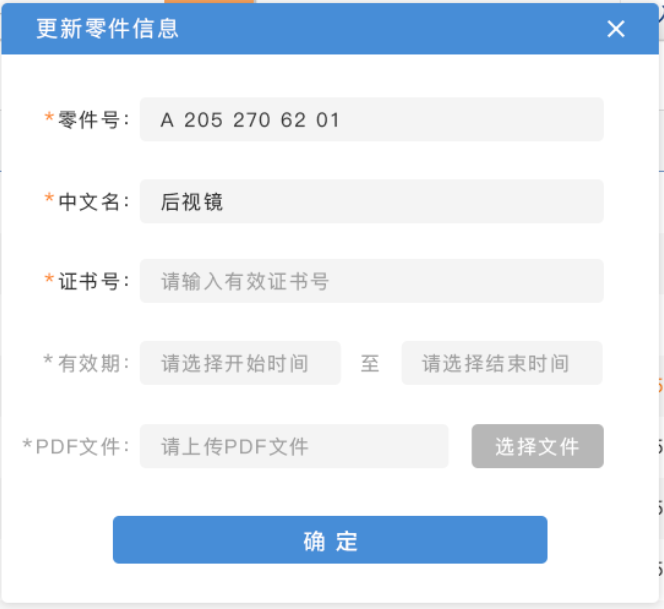 更新零件信息
*零件号: A 205 270 62 01
*中文名: 后视镜
*证书号: 请输入有效证书号
*有效期: 请选择开始时间 至 请选择结束时间
*PDF文件: 请上传PDF文件 选择文件
确定